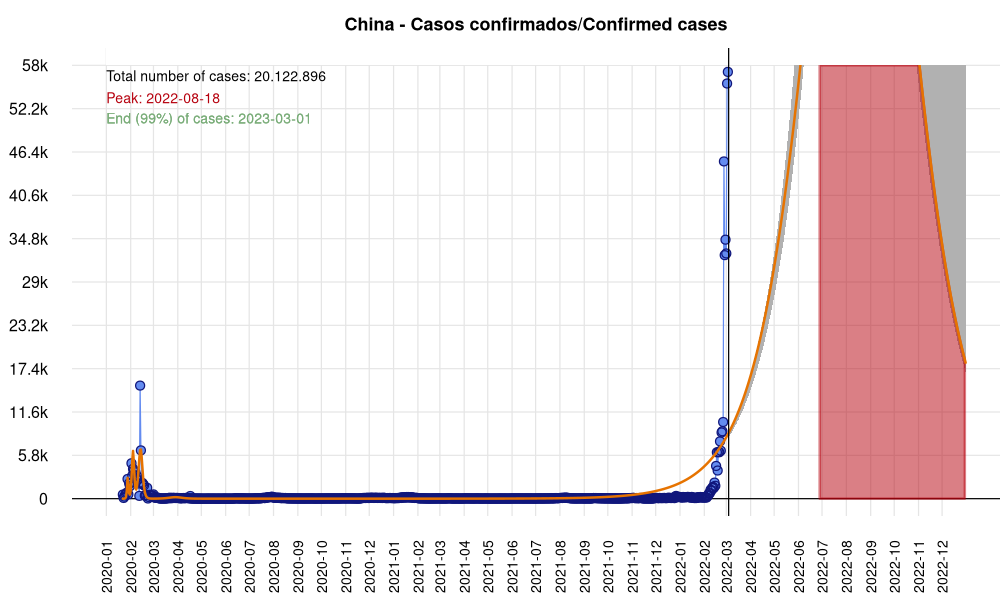 China - Casos confirmados/Confirmed cases
Total number of cases: 20.122.896
Peak: 2022-08-18
End (99%) of cases: 2023-03-01
58k
52.2k
46.4k
40.6k
34.8k
29k
23.2k
17.4k
11.6k
5.8k
0
2020-01
2020-02
2020-03
2020-04
2020-05
2020-06
2020-07
2020-08
2020-09
2020-10
2020-11
2020-12
2021-01
2021-02
2021-03
2021-04
2021-05
2021-06
2021-07
2021-08
2021-09
2021-10
2021-11
2021-12
2022-01
2022-02
2022-03
2022-04
2022-05
2022-06
2022-07
2022-08
2022-09
2022-10
2022-11
2022-12